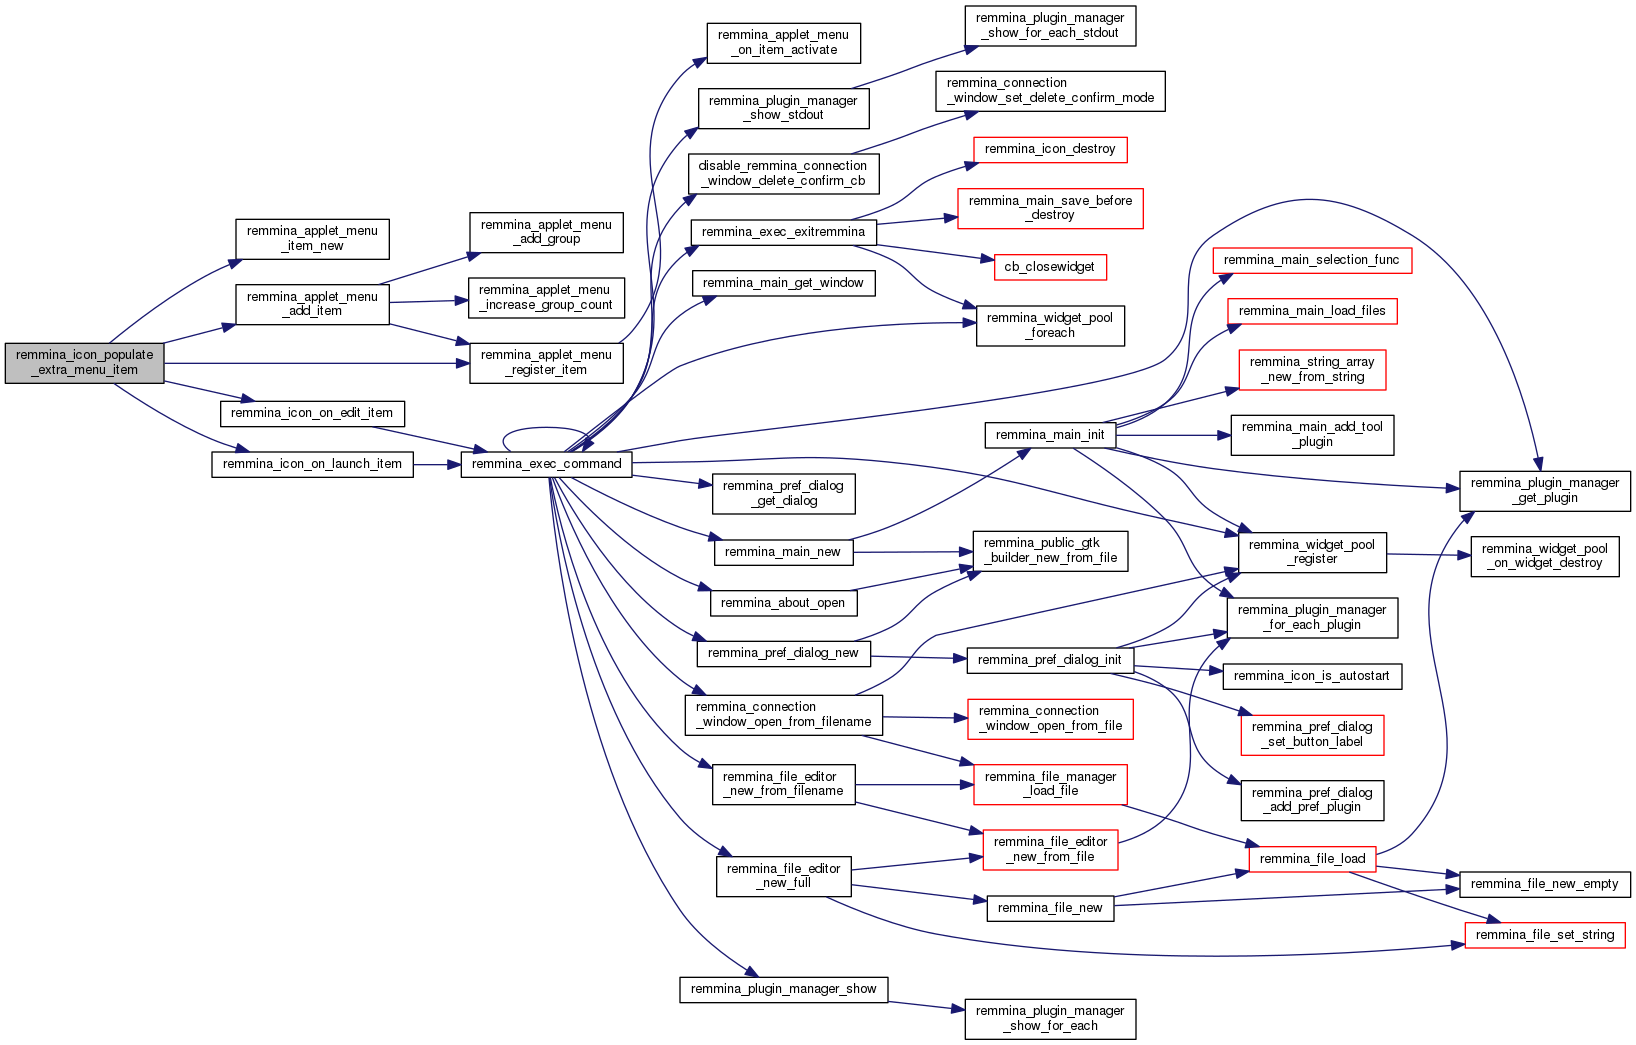 remmina_icon_populate
_extra_menu_item
remmina_applet_menu
_item_new
remmina_applet_menu
_add_item
remmina_icon_on_edit_item
remmina_icon_on_launch_item
remmina_applet_menu
_add_group
remmina_applet_menu
_increase_group_count
remmina_applet_menu
_register_item
remmina_exec_command
remmina_applet_menu
_on_item_activate
remmina_plugin_manager
_show_stdout
disable_remmina_connection
_window_delete_confirm_cb
remmina_exec_exitremmina
remmina_main_get_window
remmina_pref_dialog
_get_dialog
remmina_main_new
remmina_about_open
remmina_pref_dialog_new
remmina_connection
_window_open_from_filename
remmina_file_editor
_new_from_filename
remmina_file_editor
_new_full
remmina_plugin_manager_show
remmina_plugin_manager
_show_for_each_stdout
remmina_connection
_window_set_delete_confirm_mode
remmina_icon_destroy
remmina_main_save_before
_destroy
cb_closewidget
remmina_widget_pool
_foreach
remmina_main_init
remmina_public_gtk
_builder_new_from_file
remmina_pref_dialog_init
remmina_connection
_window_open_from_file
remmina_file_manager
_load_file
remmina_file_editor
_new_from_file
remmina_file_new
remmina_plugin_manager
_show_for_each
remmina_main_selection_func
remmina_main_load_files
remmina_string_array
_new_from_string
remmina_main_add_tool
_plugin
remmina_widget_pool
_register
remmina_plugin_manager
_for_each_plugin
remmina_icon_is_autostart
remmina_pref_dialog
_set_button_label
remmina_pref_dialog
_add_pref_plugin
remmina_file_load
remmina_plugin_manager
_get_plugin
remmina_widget_pool
_on_widget_destroy
remmina_file_new_empty
remmina_file_set_string